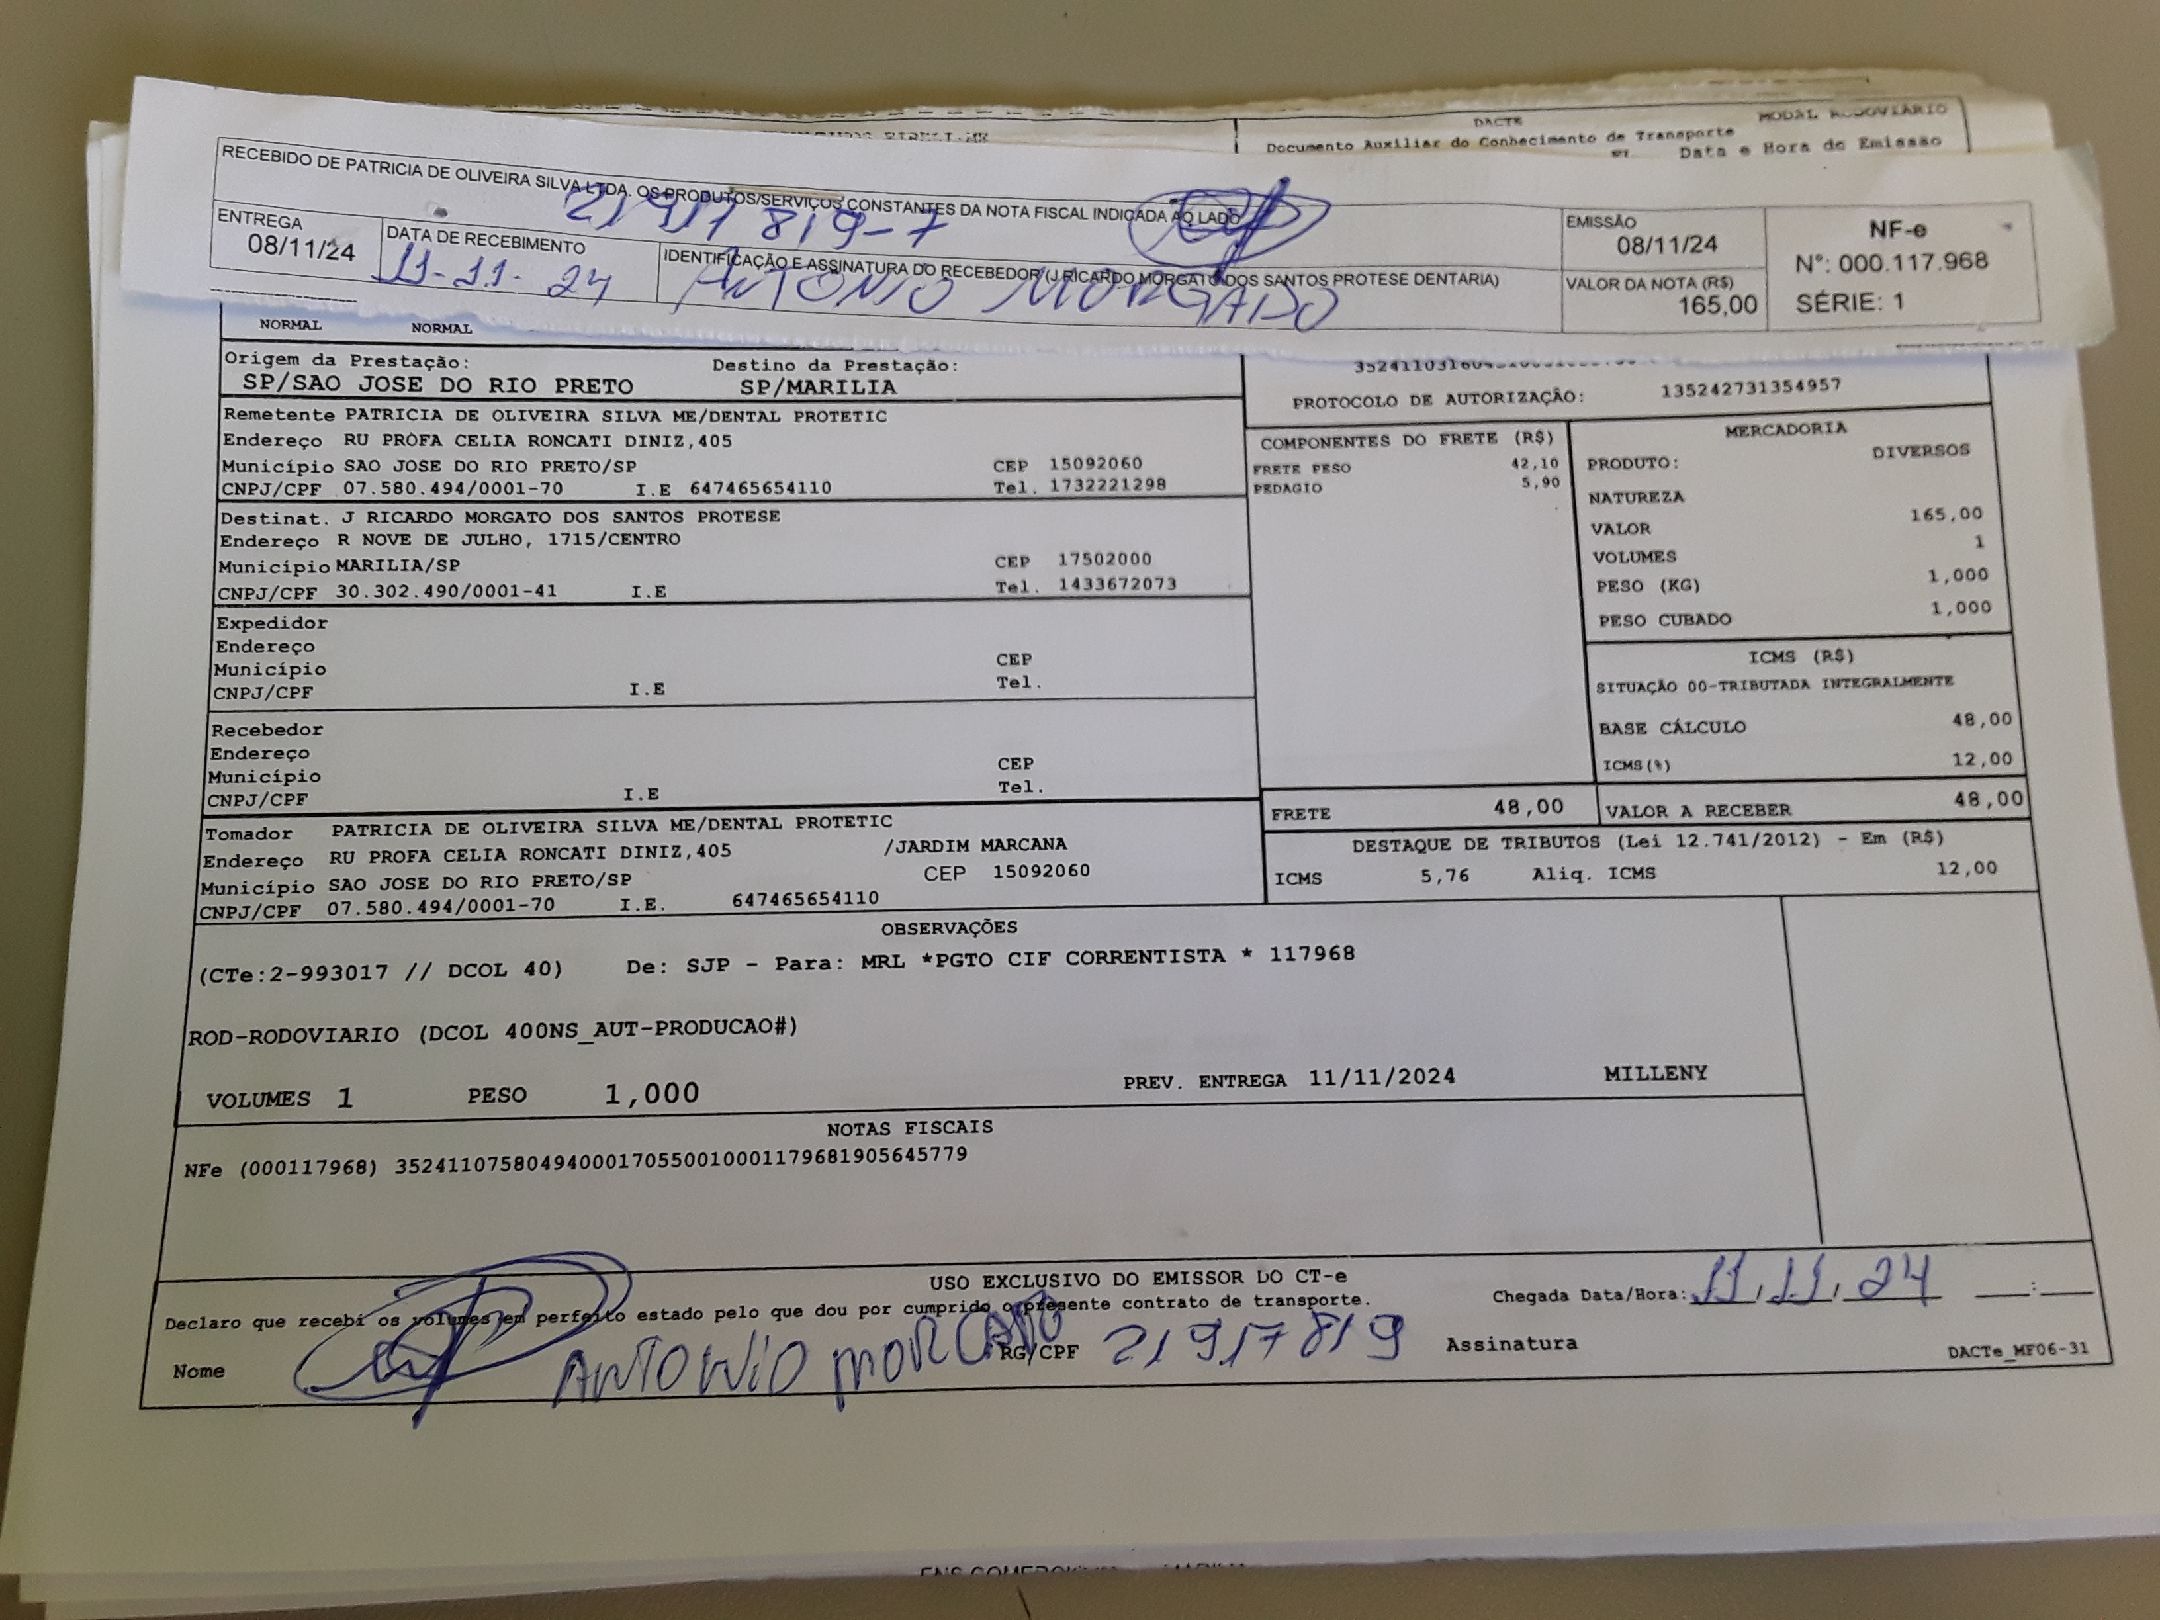 DACTE
MODAL RODOVIÁRIO
Documento Auxiliar do Conhecimento de Transporte
Data e Hora de Emissão
RECEBIDO DE PATRICIA DE OLIVEIRA SILVA LTDA. OS PRODUTOS/SERVIÇOS CONSTANTES DA NOTA FISCAL INDICADA AO LADO
ENTREGA
08/11/24
DATA DE RECEBIMENTO
11-11-24
IDENTIFICAÇÃO E ASSINATURA DO RECEBEDOR (J RICARDO MORGATO DOS SANTOS PROTESE DENTARIA)
ANTONIO MORGADO
EMISSÃO
08/11/24
VALOR DA NOTA (R$)
165,00
NF-e
N°: 000.117.968
SÉRIE: 1
NORMAL NORMAL
Origem da Prestação: Destino da Prestação:
SP/SAO JOSE DO RIO PRETO SP/MARILIA
PROTOCOLO DE AUTORIZAÇÃO: 135242731354957
Remetente PATRICIA DE OLIVEIRA SILVA ME/DENTAL PROTETIC
Endereço RU PROFA CELIA RONCATI DINIZ,405
Município SAO JOSE DO RIO PRETO/SP CEP 15092060
CNPJ/CPF 07.580.494/0001-70 I.E 647465654110 Tel. 1732221298
Destinat. J RICARDO MORGATO DOS SANTOS PROTESE
Endereço R NOVE DE JULHO, 1715/CENTRO
Município MARILIA/SP CEP 17502000
CNPJ/CPF 30.302.490/0001-41 I.E Tel. 1433672073
Expedidor
Endereço
Município CEP
CNPJ/CPF I.E Tel.
Recebedor
Endereço
Município CEP
CNPJ/CPF I.E Tel.
Tomador PATRICIA DE OLIVEIRA SILVA ME/DENTAL PROTETIC
Endereço RU PROFA CELIA RONCATI DINIZ,405 /JARDIM MARCANA
Município SAO JOSE DO RIO PRETO/SP CEP 15092060
CNPJ/CPF 07.580.494/0001-70 I.E. 647465654110
COMPONENTES DO FRETE (R$)
FRETE PESO 42,10
PEDAGIO 5,90
MERCADORIA
PRODUTO: DIVERSOS
NATUREZA
VALOR 165,00
VOLUMES 1
PESO (KG) 1,000
PESO CUBADO 1,000
ICMS (R$)
SITUAÇÃO 00-TRIBUTADA INTEGRALMENTE
BASE CÁLCULO 48,00
ICMS(%) 12,00
FRETE 48,00 VALOR A RECEBER 48,00
DESTAQUE DE TRIBUTOS (Lei 12.741/2012) - Em (R$)
ICMS 5,76 Aliq. ICMS 12,00
OBSERVAÇÕES
(CTe:2-993017 // DCOL 40) De: SJP - Para: MRL *PGTO CIF CORRENTISTA * 117968
ROD-RODOVIARIO (DCOL 400NS_AUT-PRODUCAO#)
VOLUMES 1 PESO 1,000 PREV. ENTREGA 11/11/2024 MILLENY
NOTAS FISCAIS
NFe (000117968) 35241107580494000170550010001179681905645779
USO EXCLUSIVO DO EMISSOR DO CT-e
Declaro que recebi os volumes em perfeito estado pelo que dou por cumprido o presente contrato de transporte.
Chegada Data/Hora: 11,11,24 :
Nome ANTONIO MORGADO RG/CPF 21917819 Assinatura
DACTe_MF06-31